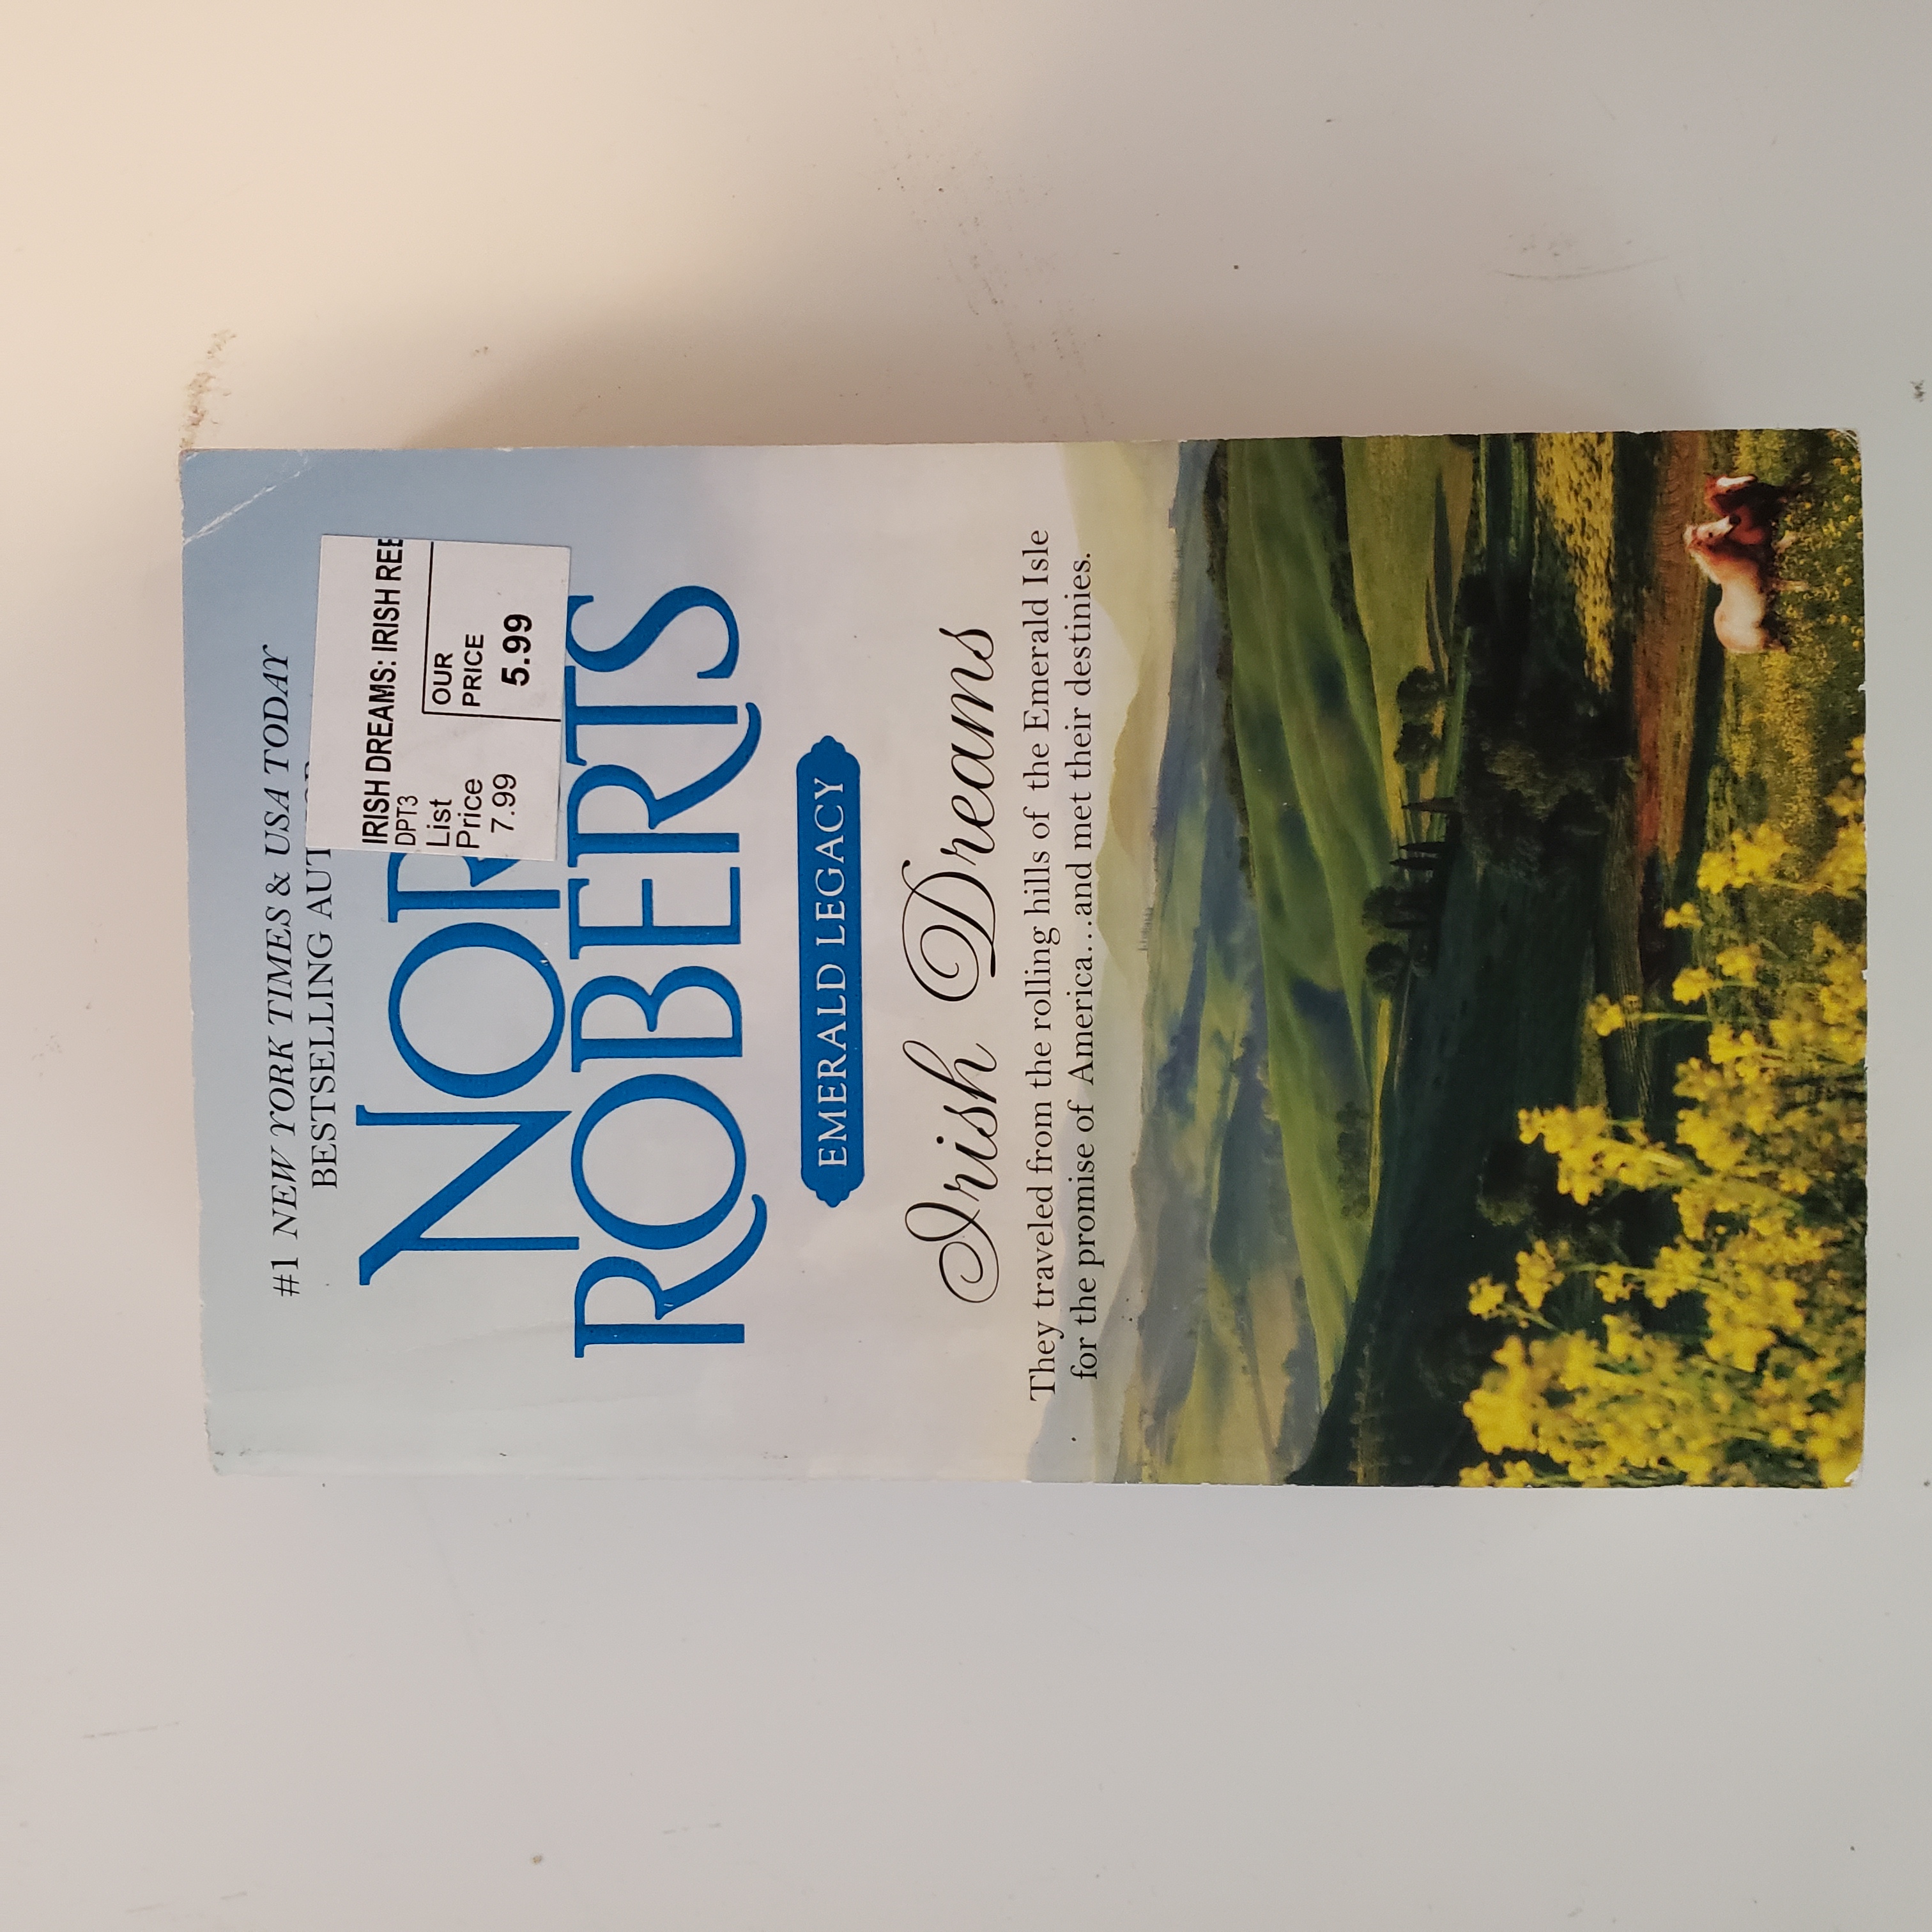 #1 NEW YORK TIMES & USA TODAY
BESTSELLING
NOR
ROBERTS
IRISH DREAMS: IRISH REE
DPT3
List
Price
7.99
OUR
PRICE
5.99
EMERALD LEGACY
Irish Dreams
They traveled from the rolling hills of the Emerald Isle
for the promise of America...and met their destinies.